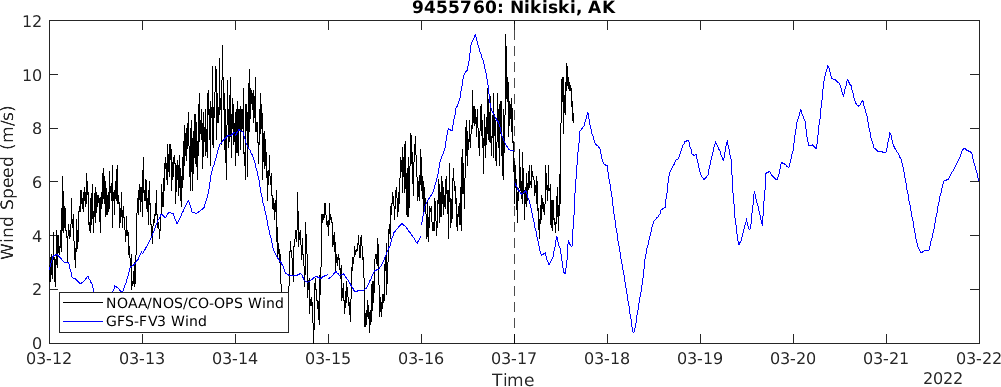 9455760: Nikiski, AK
Wind Speed (m/s)
12
10
8
6
4
2
0
NOAA/NOS/CO-OPS Wind
GFS-FV3 Wind
03-12 03-13 03-14 03-15 03-16 03-17 03-18 03-19 03-20 03-21 03-22
Time
2022